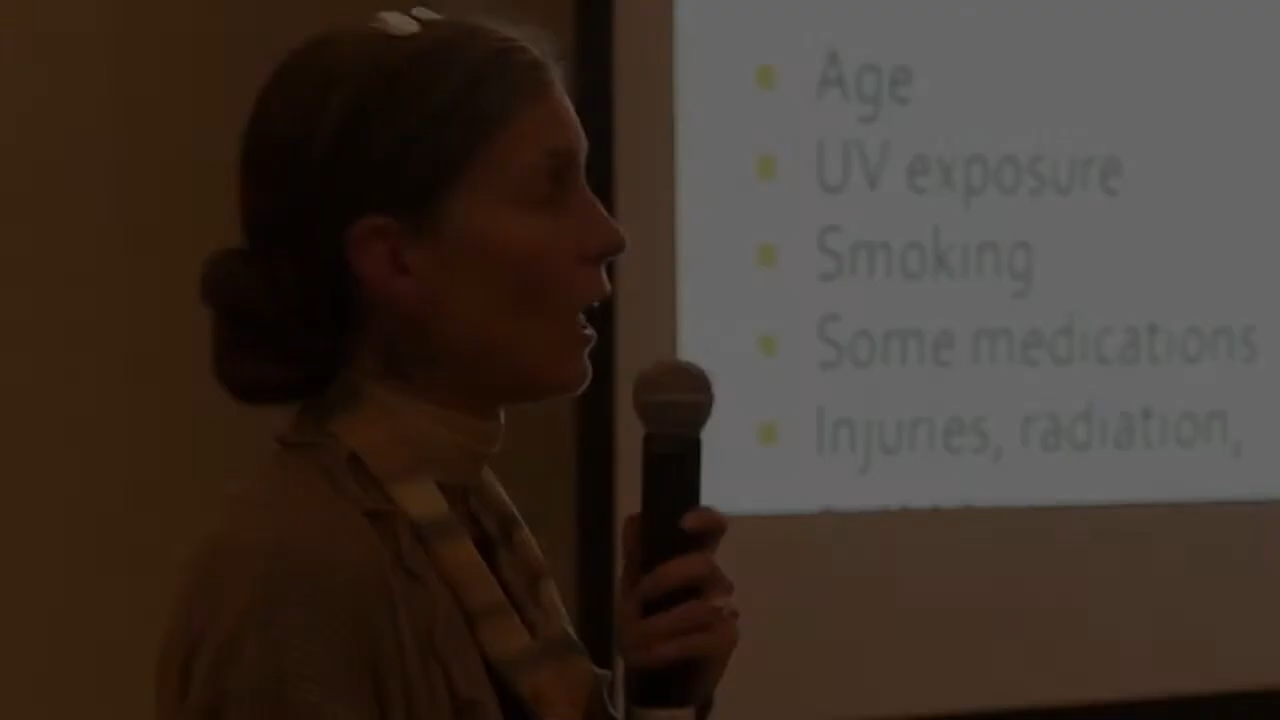 Age
UV exposure
Smoking
Some medications
Injuries, radiation,